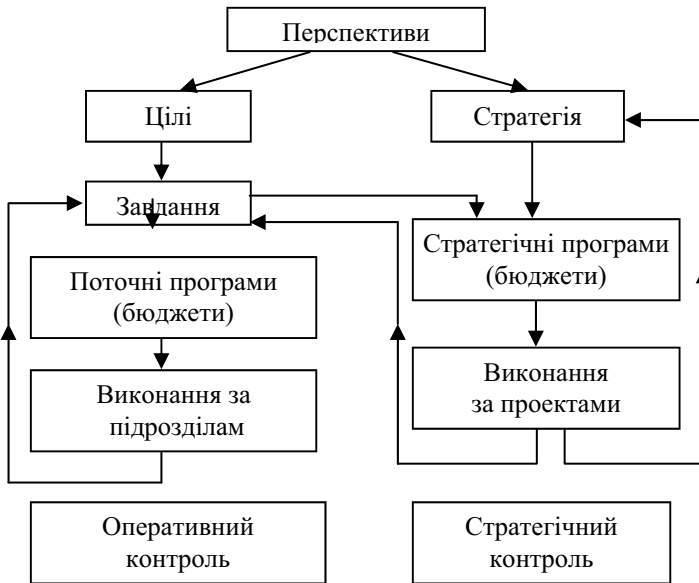 Перспективи
Цілі
Стратегія
Завдання
Стратегічні програми
(бюджети)
Поточні програми
(бюджети)
Виконання за
підрозділам
Виконання
за проектами
Оперативний
контроль
Стратегічний
контроль